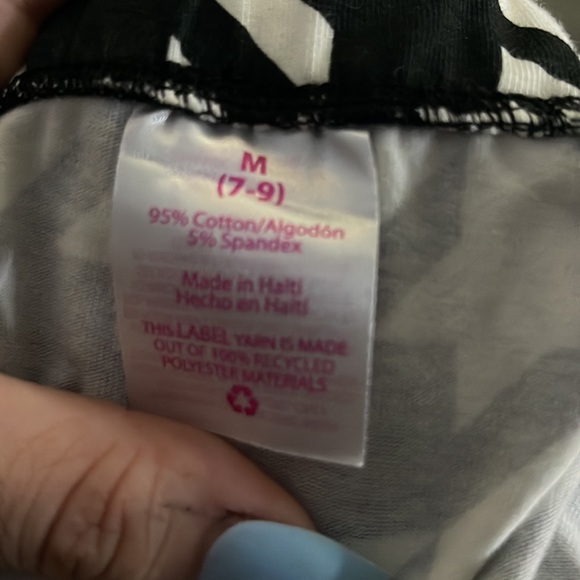 M
(7-9)
95% Cotton/Algodón
5% Spandex
Made in Haiti
Hecho en Haití
THIS LABEL YARN IS MADE
OUT OF 100% RECYCLED
POLYESTER MATERIALS